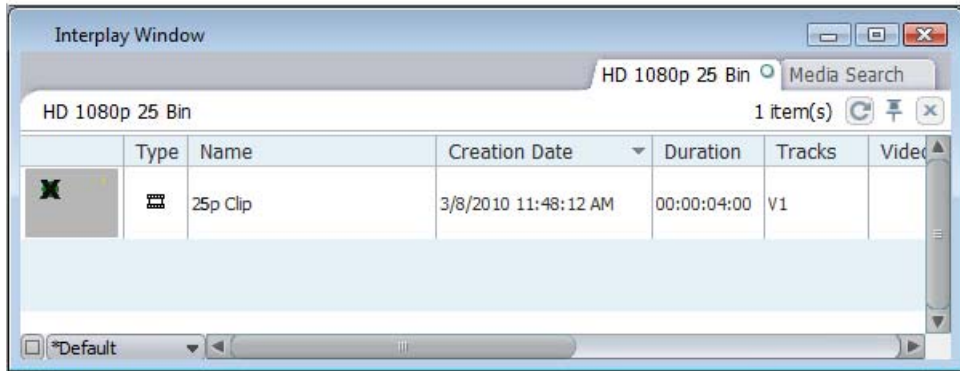 Interplay Window
HD 1080p 25 Bin Media Search
HD 1080p 25 Bin 1 item(s)
Type Name Creation Date Duration Tracks Video
25p Clip 3/8/2010 11:48:12 AM 00:00:04:00 V1
*Default